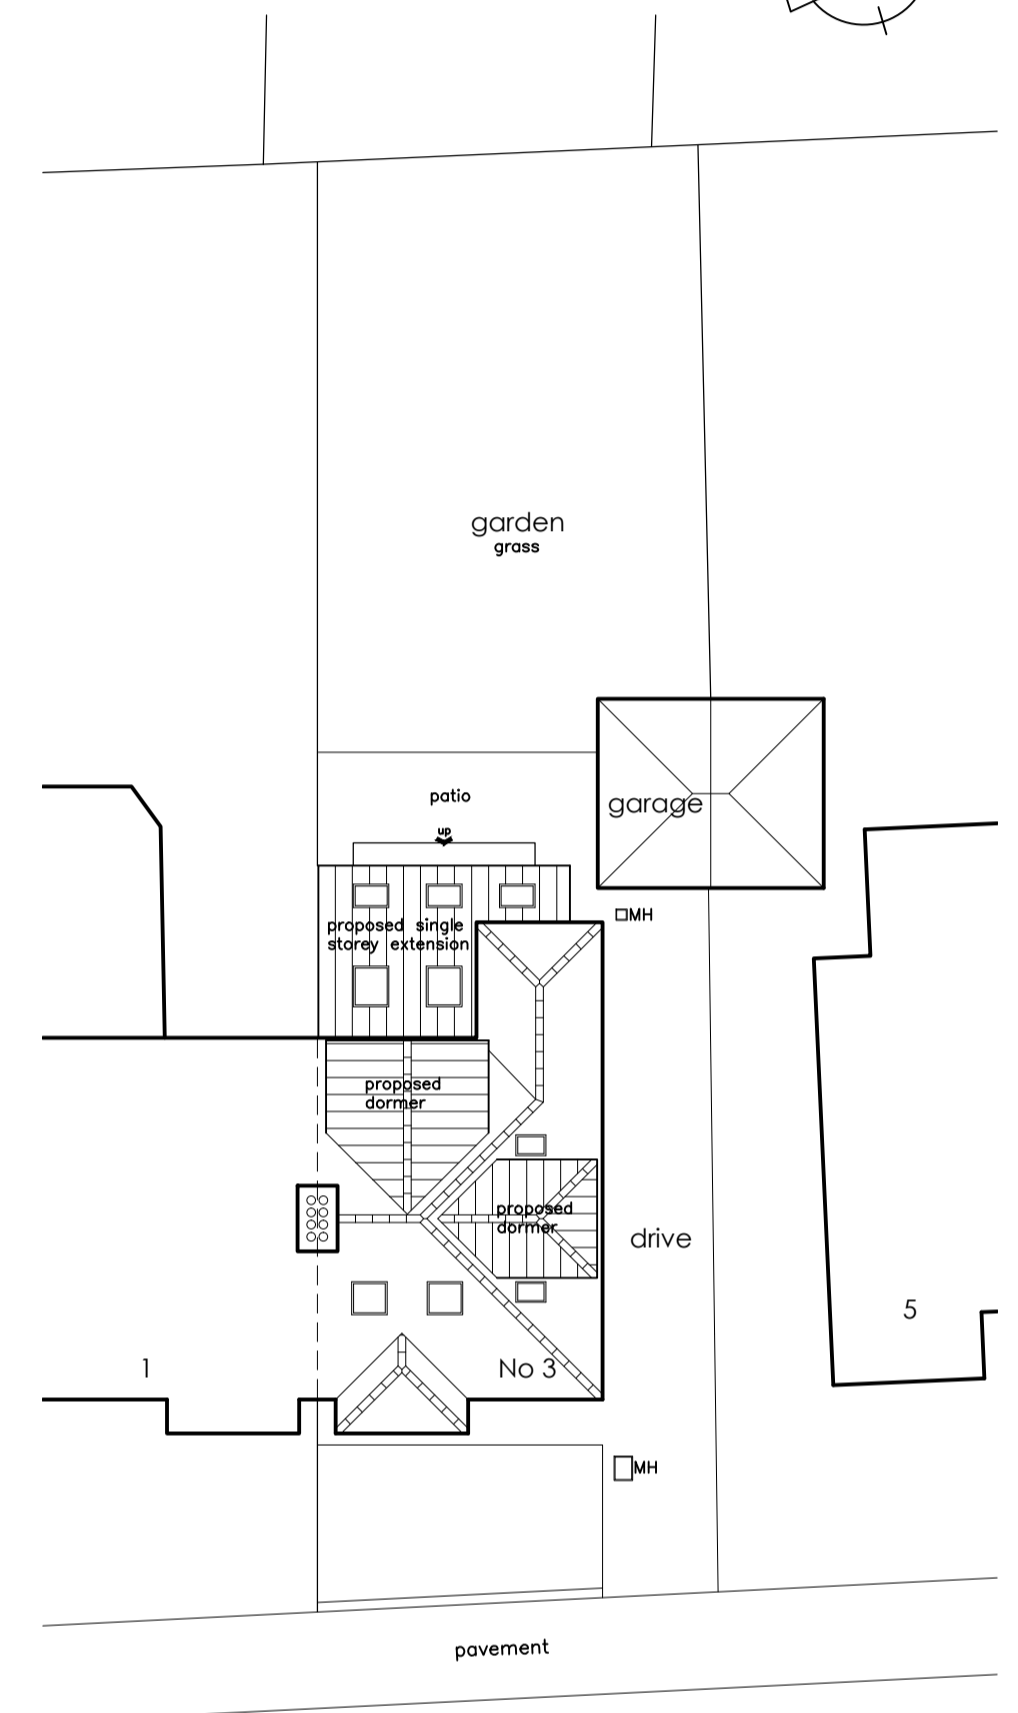 garden
grass
patio
garage
up
MH
proposed single
storey extension
proposed
dormer
proposed
dormer
drive
5
1
No 3
MH
pavement